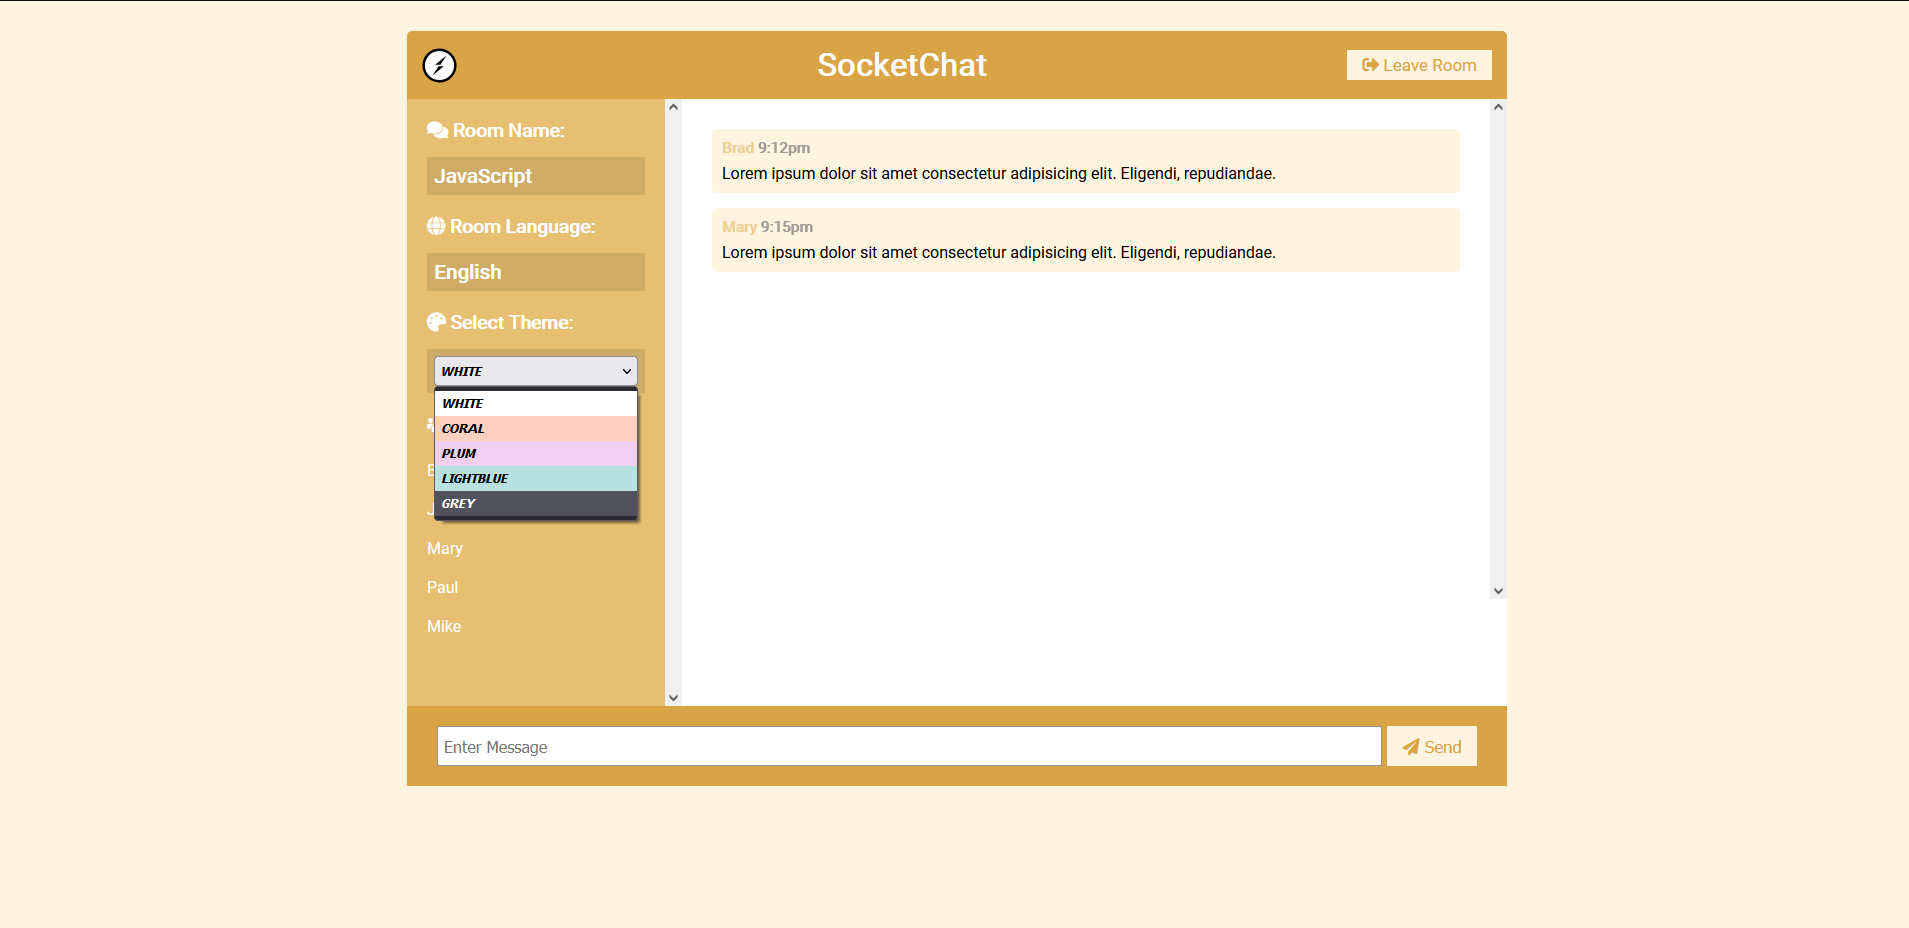 SocketChat
Leave Room
Room Name:
JavaScript
Room Language:
English
Select Theme:
WHITE
WHITE
CORAL
PLUM
LIGHTBLUE
GREY
Mary
Paul
Mike
Brad 9:12pm
Lorem ipsum dolor sit amet consectetur adipisicing elit. Eligendi, repudiandae.
Mary 9:15pm
Lorem ipsum dolor sit amet consectetur adipisicing elit. Eligendi, repudiandae.
Enter Message
Send